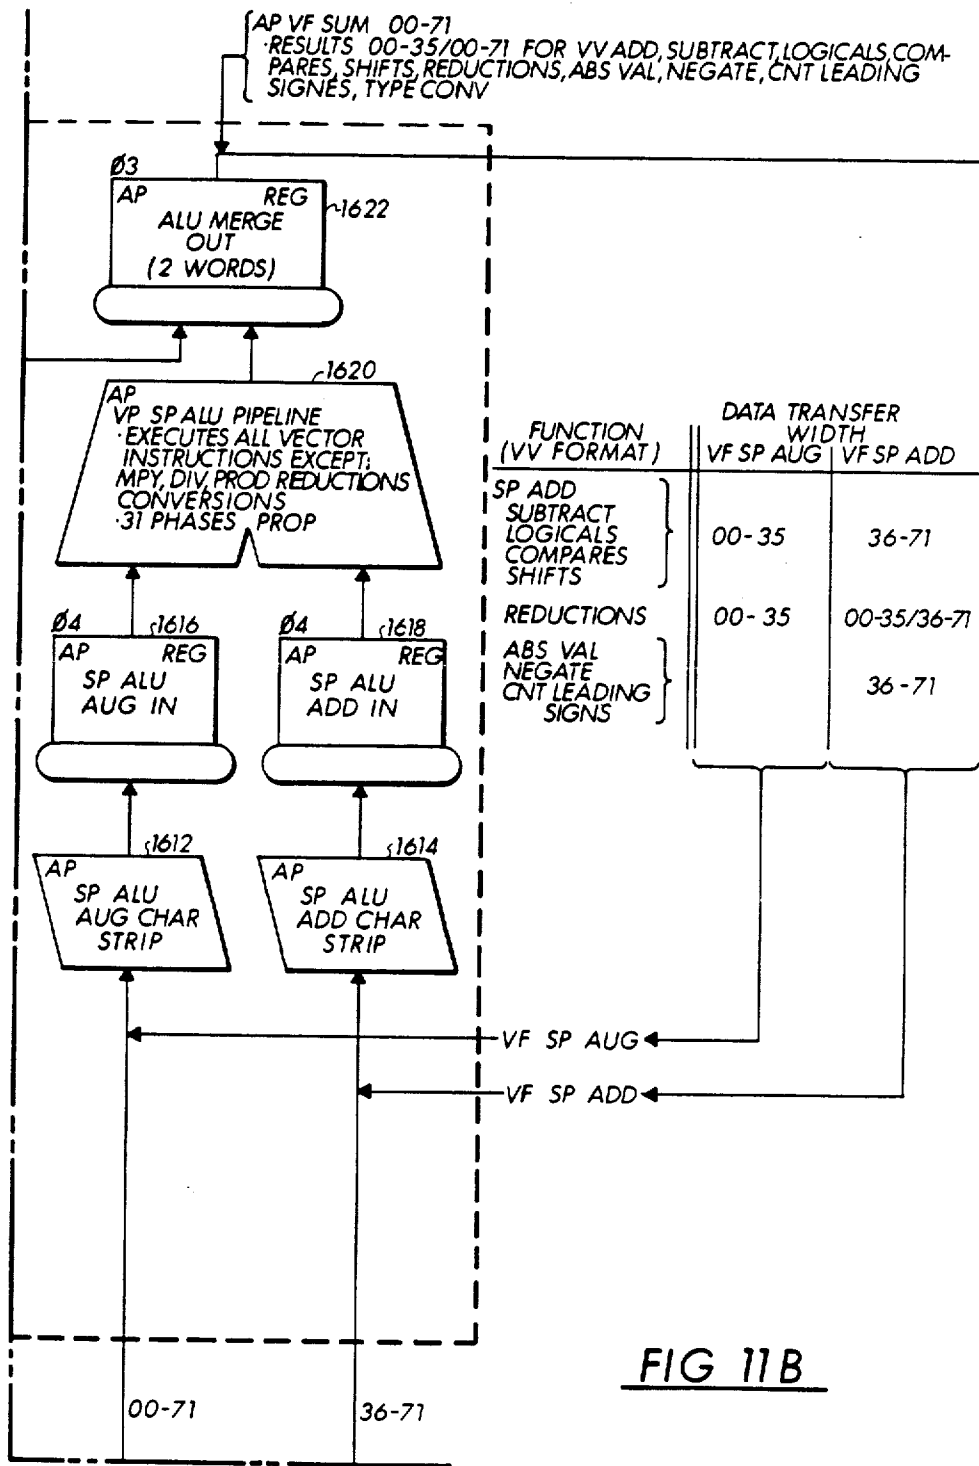 AP VF SUM 00-71
·RESULTS 00-35/00-71 FOR VV ADD, SUBTRACT, LOGICALS, COM-
PARES, SHIFTS, REDUCTIONS, ABS VAL, NEGATE, CNT LEADING
SIGNES, TYPE CONV
Ø3
AP REG
1622
ALU MERGE
OUT
(2 WORDS)
1620
AP
VP SP ALU PIPELINE
·EXECUTES ALL VECTOR
INSTRUCTIONS EXCEPT:
MPY, DIV, PROD REDUCTIONS
CONVERSIONS
·31 PHASES PROP
Ø4 1616
AP REG
SP ALU
AUG IN
Ø4 1618
AP REG
SP ALU
ADD IN
1612
AP
SP ALU
AUG CHAR
STRIP
1614
AP
SP ALU
ADD CHAR
STRIP
FUNCTION
(VV FORMAT)
DATA TRANSFER
WIDTH
VF SP AUG VF SP ADD
SP ADD
SUBTRACT
LOGICALS 00-35 36-71
COMPARES
SHIFTS
REDUCTIONS 00-35 00-35/36-71
ABS VAL
NEGATE 36-71
CNT LEADING
SIGNS
VF SP AUG
VF SP ADD
00-71
36-71
FIG 11B